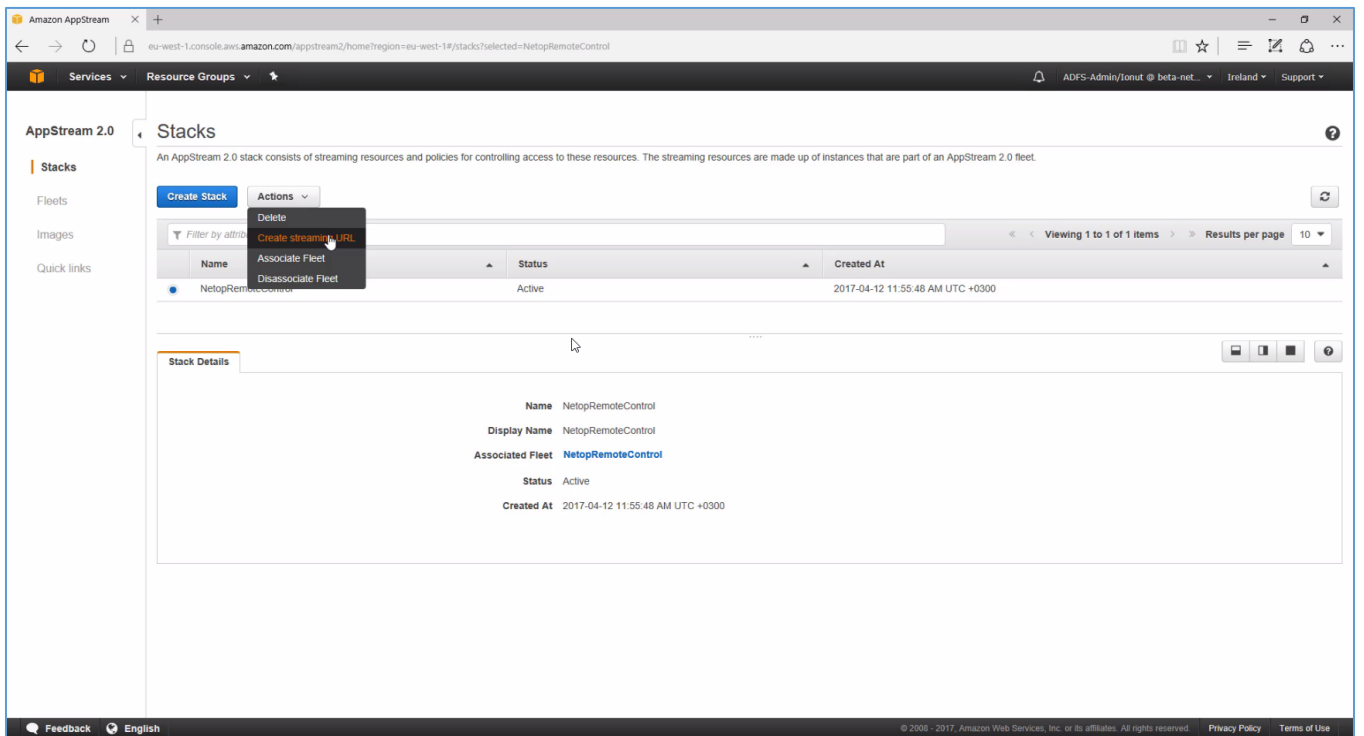 Amazon AppStream
eu-west-1.console.aws.amazon.com/appstream2/home?region=eu-west-1#/stacks?selected=NetopRemoteControl
Services Resource Groups ADFS-Admin/Ionut @ beta-net... Ireland Support
AppStream 2.0
Stacks
Fleets
Images
Quick links
Stacks
An AppStream 2.0 stack consists of streaming resources and policies for controlling access to these resources. The streaming resources are made up of instances that are part of an AppStream 2.0 fleet.
Create Stack Actions
Delete
Create streaming URL
Associate Fleet
Disassociate Fleet
Filter by Viewing 1 to 1 of 1 items Results per page 10
Name Status Created At
NetopRemoteControl Active 2017-04-12 11:55:48 AM UTC +0300
Stack Details
Name NetopRemoteControl
Display Name NetopRemoteControl
Associated Fleet NetopRemoteControl
Status Active
Created At 2017-04-12 11:55:48 AM UTC +0300
Feedback English © 2008 - 2017, Amazon Web Services, Inc. or its affiliates. All rights reserved. Privacy Policy Terms of Use